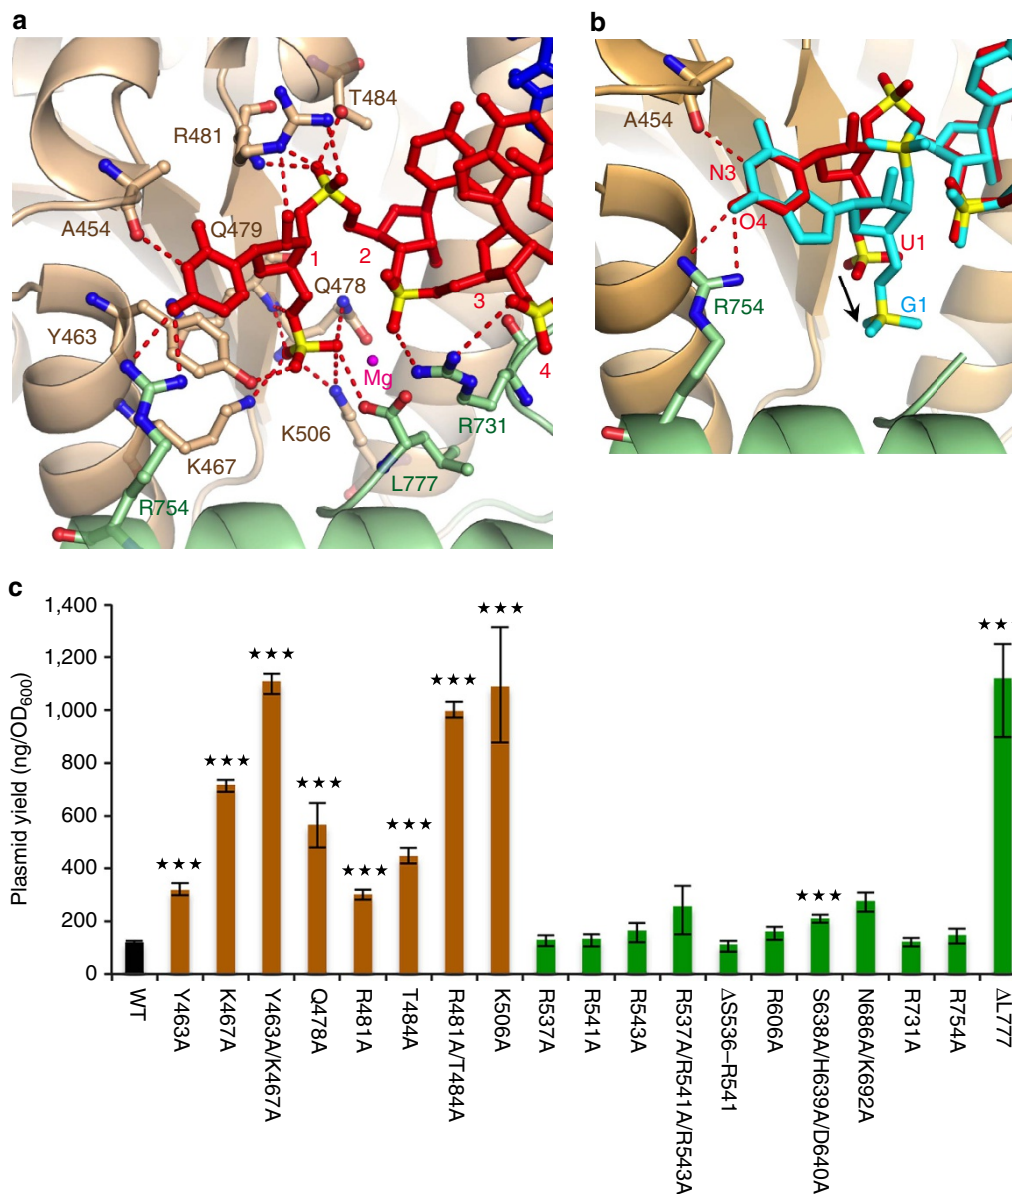 a
T484
R481
A454
Q479
1
2
Q478
3
Y463
Mg
4
R731
K506
K467
L777
R754
b
A454
N3
O4
U1
R754
G1
c
Plasmid yield (ng/OD600)
1,400
1,200
1,000
800
600
400
200
0
★★★
★★★
★★★
★★★
★★★
★★★
★★★
★★★
★★★
★★
WT
Y463A
K467A
Y463A/K467A
Q478A
R481A
T484A
R481A/T484A
K506A
R537A
R541A
R543A
R537A/R541A/R543A
ΔS536–R541
R606A
S638A/H639A/D640A
N686A/K692A
R731A
R754A
ΔL777